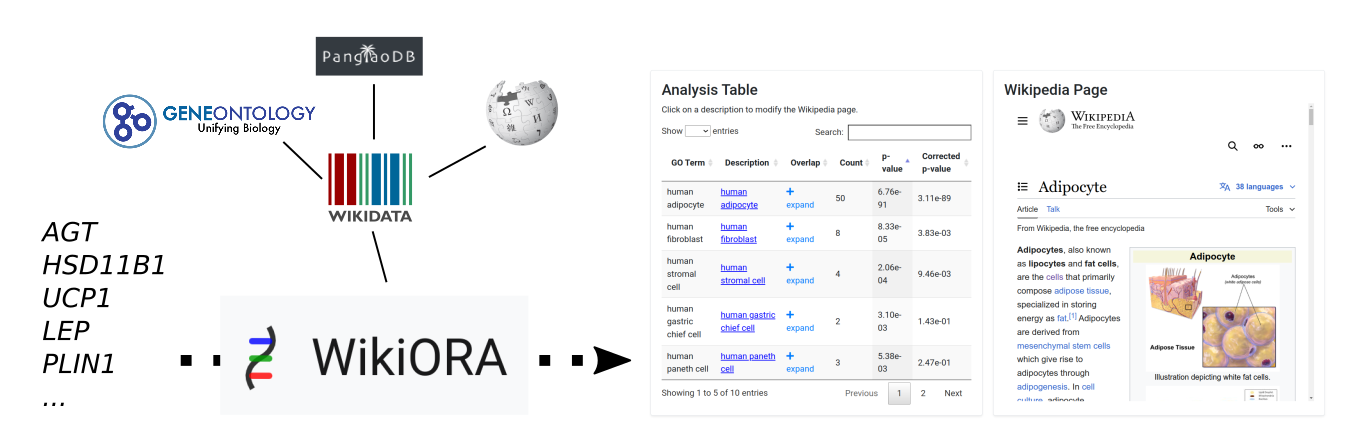 PanglaoDB
GENEONTOLOGY
Unifying Biology
Ω W И
維 7
WIKIDATA
AGT
HSD11B1
UCP1
LEP
PLIN1
...
WikiORA
Analysis Table
Click on a description to modify the Wikipedia page.
Show entries Search:
GO Term Description Overlap Count p-value Corrected p-value
human adipocyte human adipocyte + expand 50 6.76e-91 3.11e-89
human fibroblast human fibroblast + expand 8 8.33e-05 3.83e-03
human stromal cell human stromal cell + expand 4 2.06e-04 9.46e-03
human gastric chief cell human gastric chief cell + expand 2 3.10e-03 1.43e-01
human paneth cell human paneth cell + expand 3 5.38e-03 2.47e-01
Showing 1 to 5 of 10 entries Previous 1 2 Next
Wikipedia Page
WIKIPEDIA
The Free Encyclopedia
Adipocyte 38 languages
Article Talk Tools
From Wikipedia, the free encyclopedia
Adipocytes, also known
as lipocytes and fat cells,
are the cells that primarily
compose adipose tissue,
specialized in storing
energy as fat.[1] Adipocytes
are derived from
mesenchymal stem cells
which give rise to
adipocytes through
adipogenesis. In cell
culture, adipocyte
Adipocyte
Adipocytes
(white adipose cells)
Adipose Tissue
Illustration depicting white fat cells.